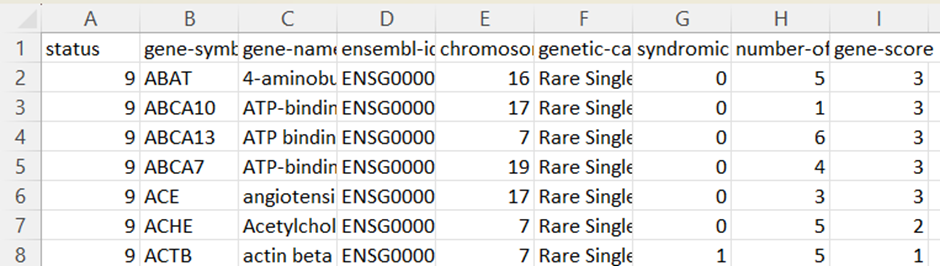 A B C D E F G H I
1 status gene-symb gene-name ensembl-id chromosor genetic-ca syndromic number-of gene-score
2 9 ABAT 4-aminobu ENSG0000 16 Rare Single 0 5 3
3 9 ABCA10 ATP-bindin ENSG0000 17 Rare Single 0 1 3
4 9 ABCA13 ATP bindin ENSG0000 7 Rare Single 0 6 3
5 9 ABCA7 ATP-bindin ENSG0000 19 Rare Single 0 4 3
6 9 ACE angiotensi ENSG0000 17 Rare Single 0 3 3
7 9 ACHE Acetylchol ENSG0000 7 Rare Single 0 5 2
8 9 ACTB actin beta ENSG0000 7 Rare Single 1 5 1